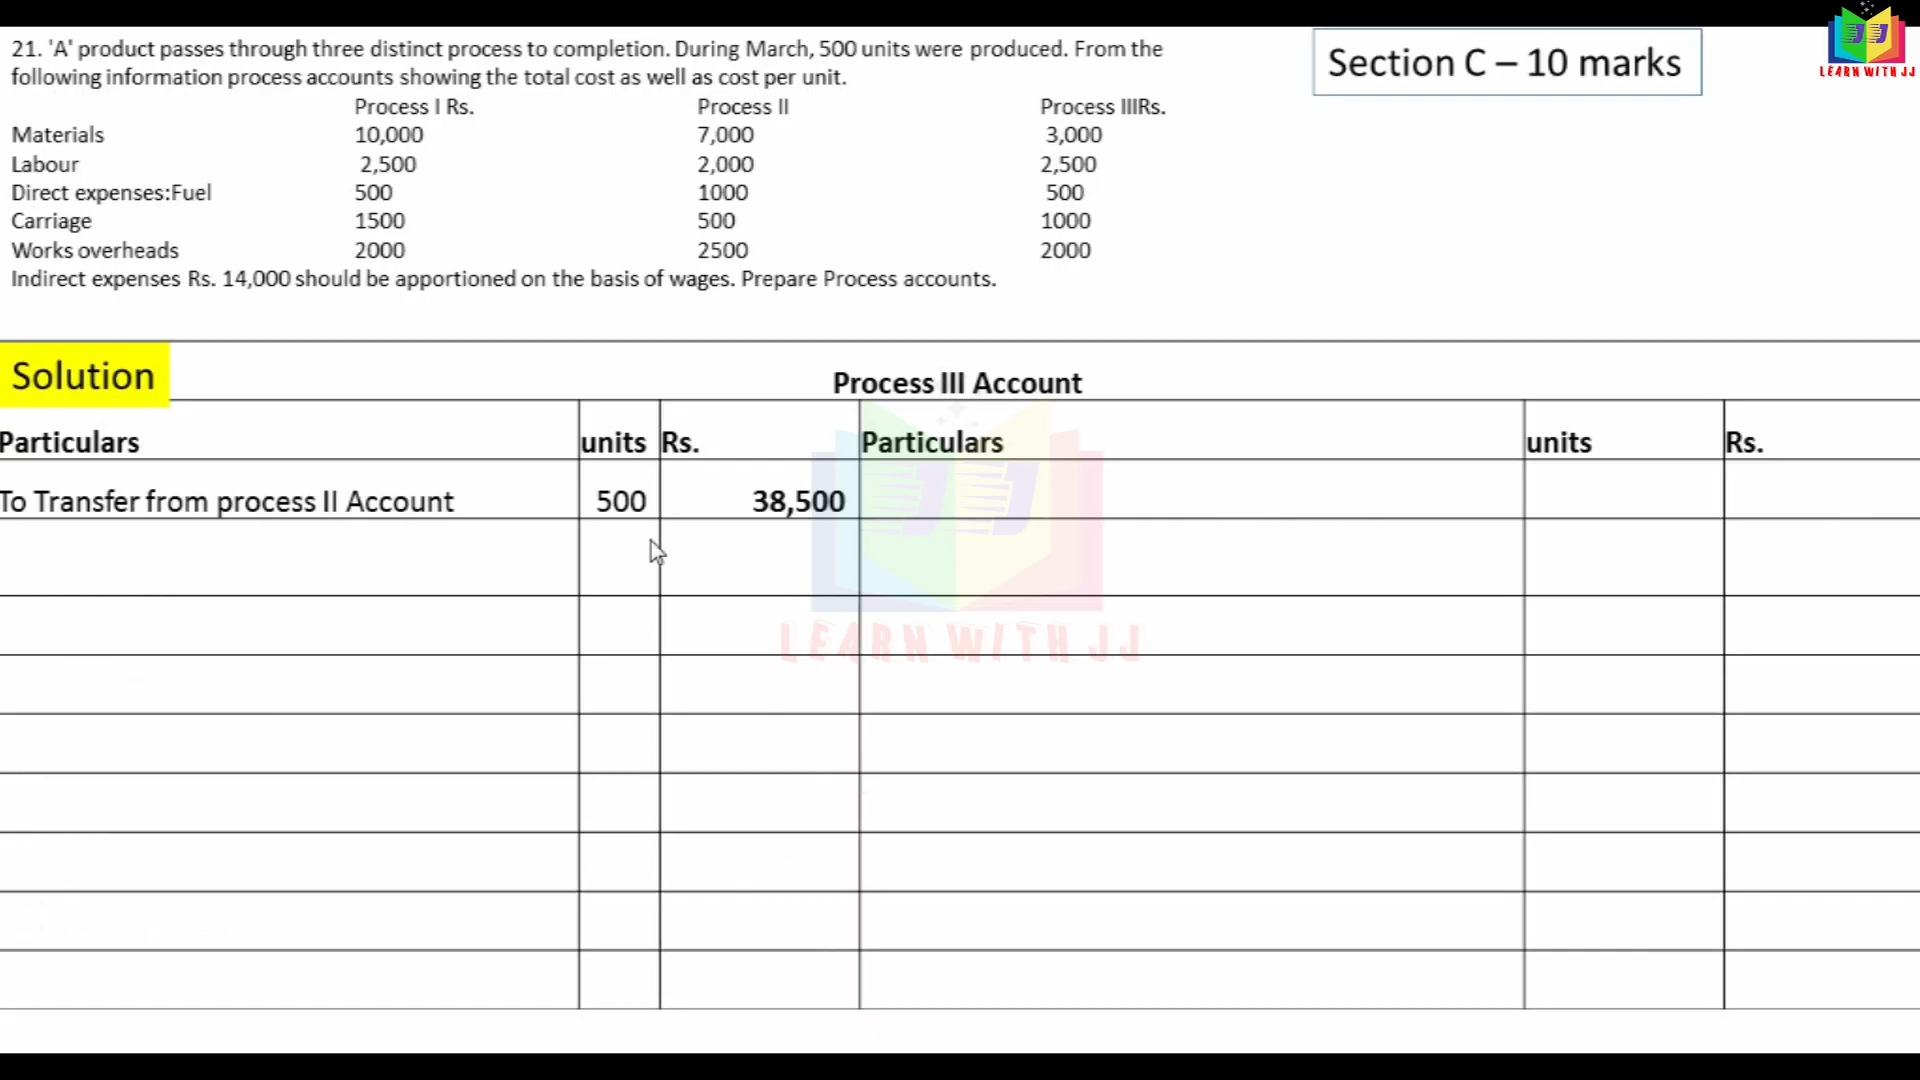 21. 'A' product passes through three distinct process to completion. During March, 500 units were produced. From the
following information process accounts showing the total cost as well as cost per unit.
Process I Rs. Process II Process IIIRs.
Materials 10,000 7,000 3,000
Labour 2,500 2,000 2,500
Direct expenses:Fuel 500 1000 500
Carriage 1500 500 1000
Works overheads 2000 2500 2000
Indirect expenses Rs. 14,000 should be apportioned on the basis of wages. Prepare Process accounts.
Section C – 10 marks
JJ
LEARN WITH JJ
Solution
Process III Account
Particulars units Rs. Particulars units Rs.
To Transfer from process II Account 500 38,500
JJ
LEARN WITH JJ